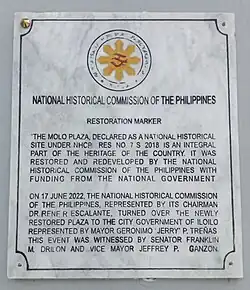 NATIONAL HISTORICAL COMMISSION OF THE PHILIPPINES
RESTORATION MARKER
"THE MOLO PLAZA, DECLARED AS A NATIONAL HISTORICAL
SITE UNDER NHCP RES NO. 7 S 2018 IS AN INTEGRAL
PART OF THE HERITAGE OF THE COUNTRY. IT WAS
RESTORED AND REDEVELOPED BY THE NATIONAL
HISTORICAL COMMISSION OF THE PHILIPPINES WITH
FUNDING FROM THE NATIONAL GOVERNMENT
ON 17 JUNE 2022, THE NATIONAL HISTORICAL COMMISSION
OF THE PHILIPPINES, REPRESENTED BY ITS CHAIRMAN
DR. RENE R ESCALANTE, TURNED OVER THE NEWLY
RESTORED PLAZA TO THE CITY GOVERNMENT OF ILOILO
REPRESENTED BY MAYOR GERONIMO "JERRY" P. TREÑAS
THIS EVENT WAS WITNESSED BY SENATOR FRANKLIN
M. DRILON AND VICE MAYOR JEFFREY P. GANZON.